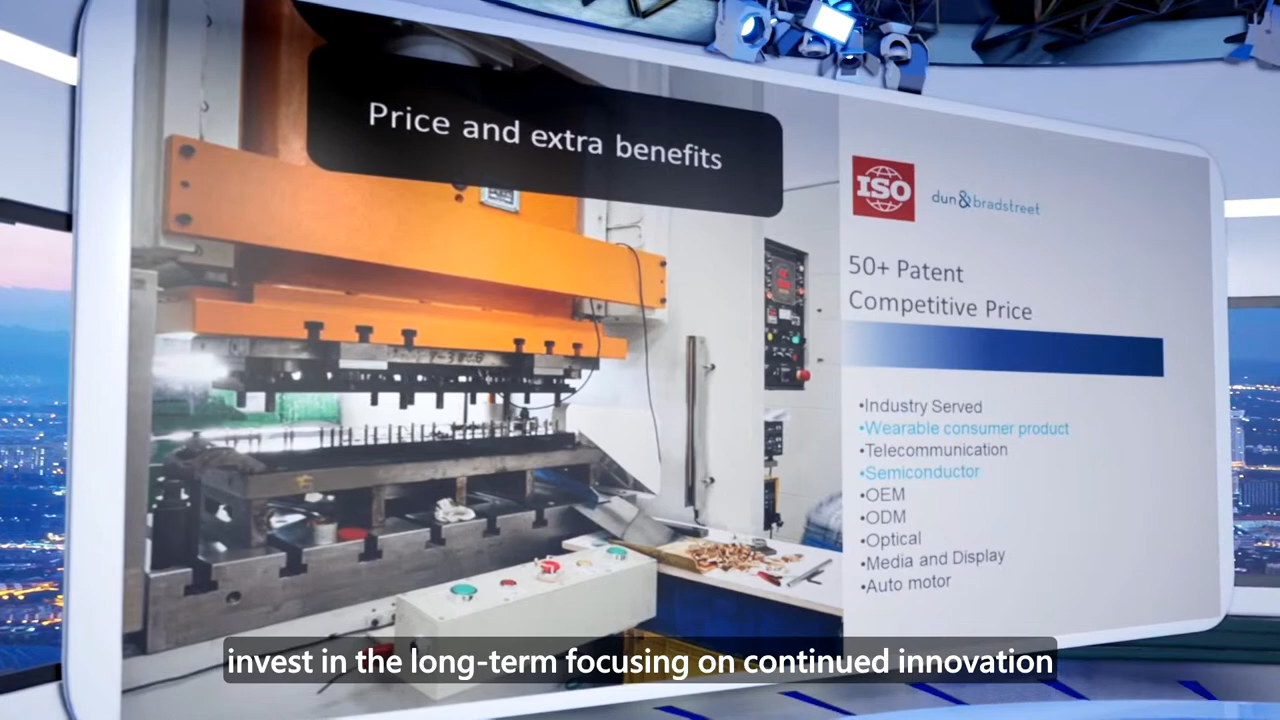 Price and extra benefits
ISO
dun&bradstreet
50+ Patent
Competitive Price
•Industry Served
•Wearable consumer product
•Telecommunication
•Semiconductor
•OEM
•ODM
•Optical
•Media and Display
•Auto motor
invest in the long-term focusing on continued innovation